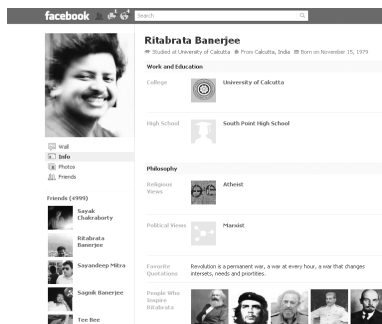 facebook
1
4
Search
Ritabrata Banerjee
Studied at University of Calcutta From Calcutta, India Born on November 15, 1979
Work and Education
College
University of Calcutta
High School
South Point High School
Philosophy
Religious Views
Atheist
Political Views
Marxist
Favorite Quotations
Revolution is a permanent war, a war at every hour, a war that changes
intersets, needs and priorities.
People Who
Inspire
Ritabrata
Wall
Info
Photos
Friends
Friends (4999)
Sayak
Chakraborty
Ritabrata
Banerjee
Sayandeep Mitra
Sagnik Banerjee
Tee Bee